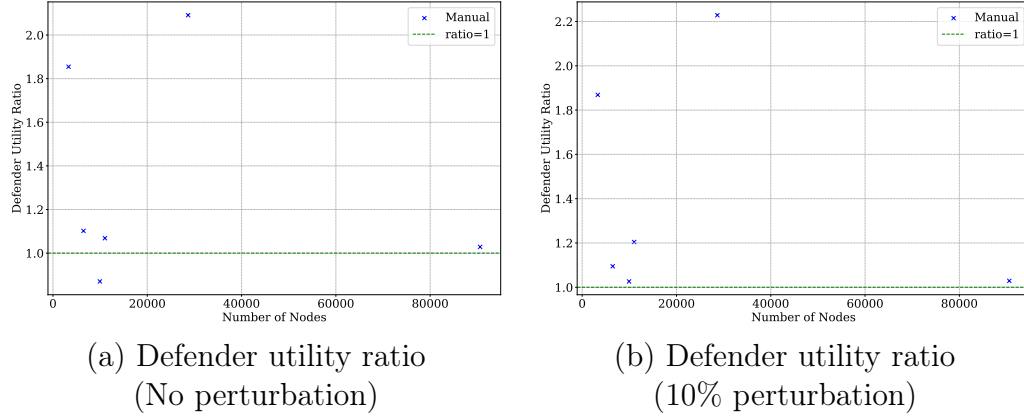 2.0
1.8
1.6
1.4
1.2
1.0
Defender Utility Ratio
0 20000 40000 60000 80000
Number of Nodes
Manual
ratio=1
(a) Defender utility ratio
(No perturbation)
2.2
2.0
1.8
1.6
1.4
1.2
1.0
Defender Utility Ratio
0 20000 40000 60000 80000
Number of Nodes
Manual
ratio=1
(b) Defender utility ratio
(10% perturbation)